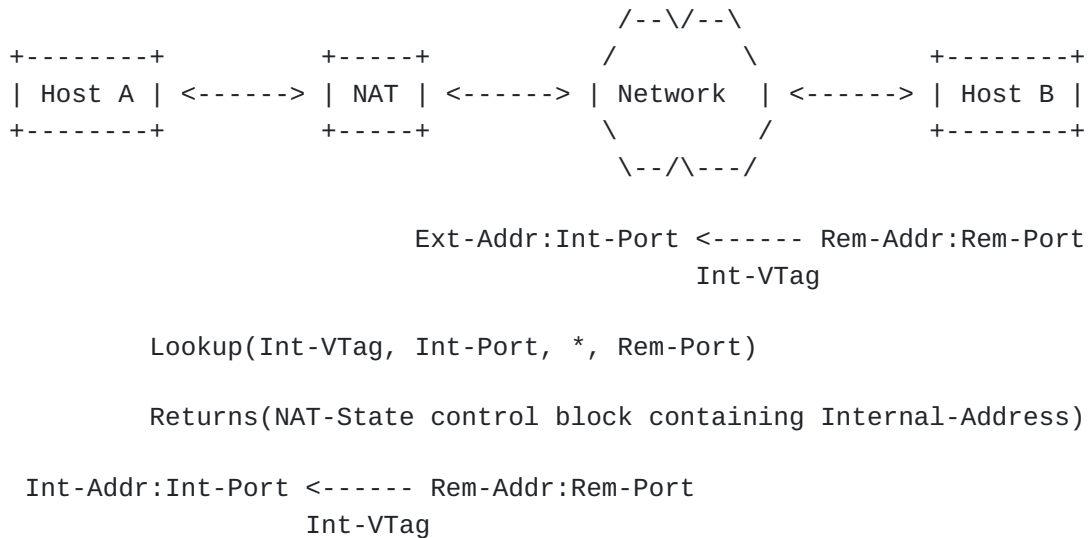 /--\/--\
+--------+ +-----+ / \ +--------+
| Host A | <------> | NAT | <------> | Network | <------> | Host B |
+--------+ +-----+ \ / +--------+
\--/\---/
Ext-Addr:Int-Port <------ Rem-Addr:Rem-Port
Int-VTag
Lookup(Int-VTag, Int-Port, *, Rem-Port)
Returns(NAT-State control block containing Internal-Address)
Int-Addr:Int-Port <------ Rem-Addr:Rem-Port
Int-VTag